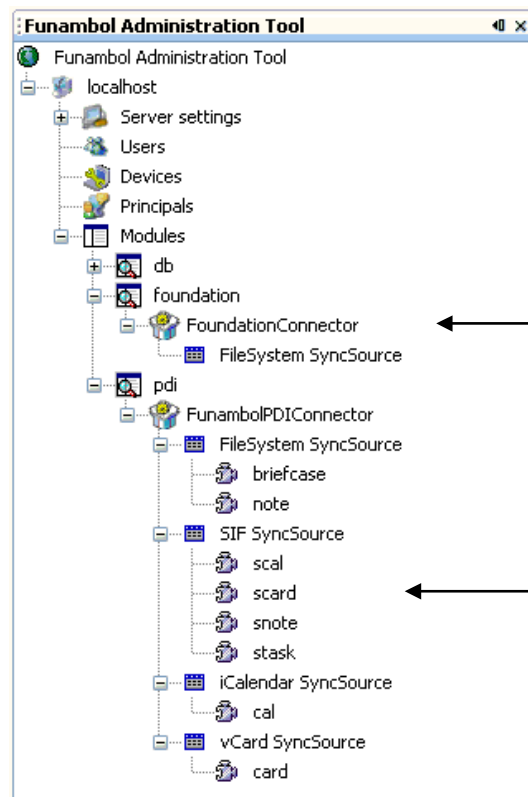 Funambol Administration Tool
Funambol Administration Tool
localhost
Server settings
Users
Devices
Principals
Modules
db
foundation
FoundationConnector
FileSystem SyncSource
pdi
FunambolPDIConnector
FileSystem SyncSource
briefcase
note
SIF SyncSource
scal
scard
snote
stask
iCalendar SyncSource
cal
vCard SyncSource
card